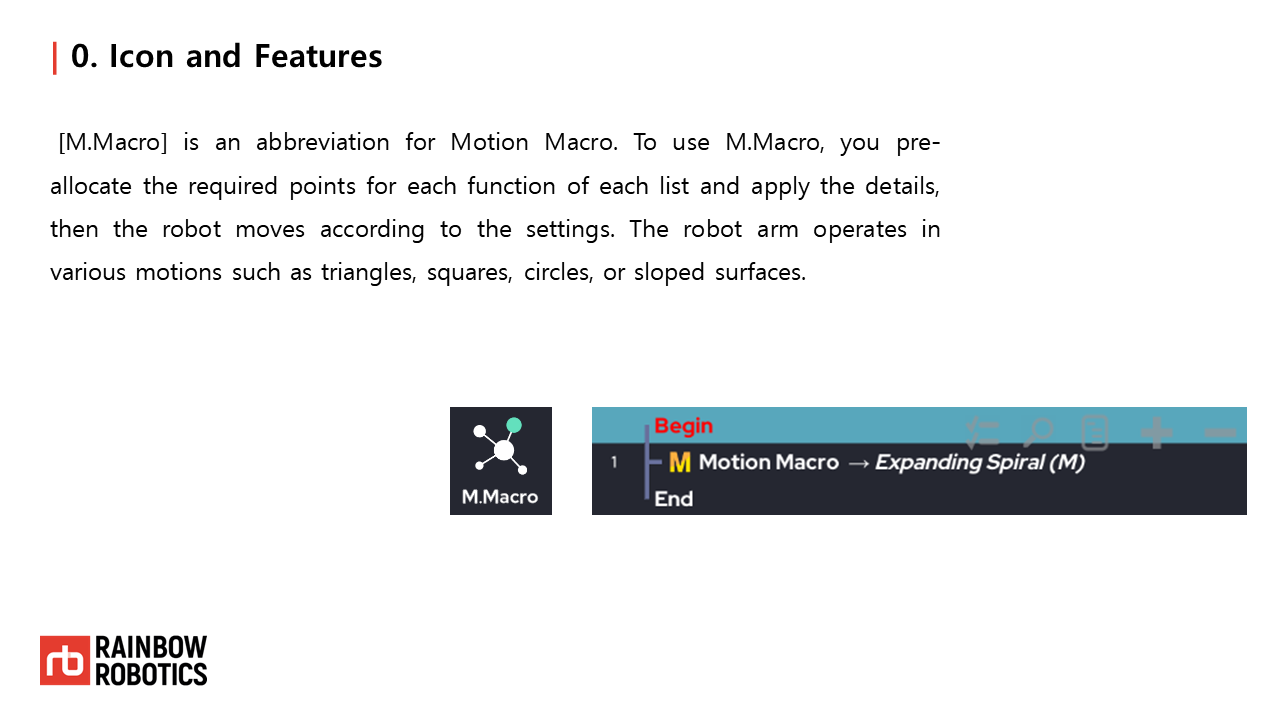 0. Icon and Features
[M.Macro] is an abbreviation for Motion Macro. To use M.Macro, you pre-
allocate the required points for each function of each list and apply the details,
then the robot moves according to the settings. The robot arm operates in
various motions such as triangles, squares, circles, or sloped surfaces.
M.Macro
Begin
1 M Motion Macro → Expanding Spiral (M)
End
rb RAINBOW
ROBOTICS